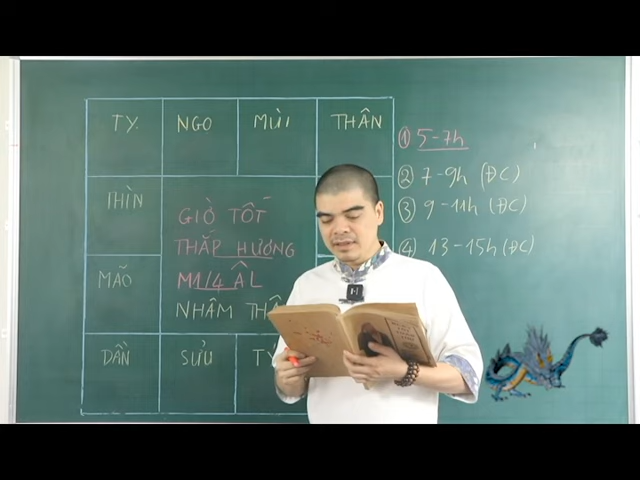 TỴ NGỌ MÙI THÂN
THÌN
MÃO
DẦN SỬU TÝ
GIỜ TỐT
THẮP HƯƠNG
M1/4 ÂL
NHÂM
① 5-7h
② 7-9h (ĐC)
③ 9-11h (ĐC)
④ 13-15h (ĐC)